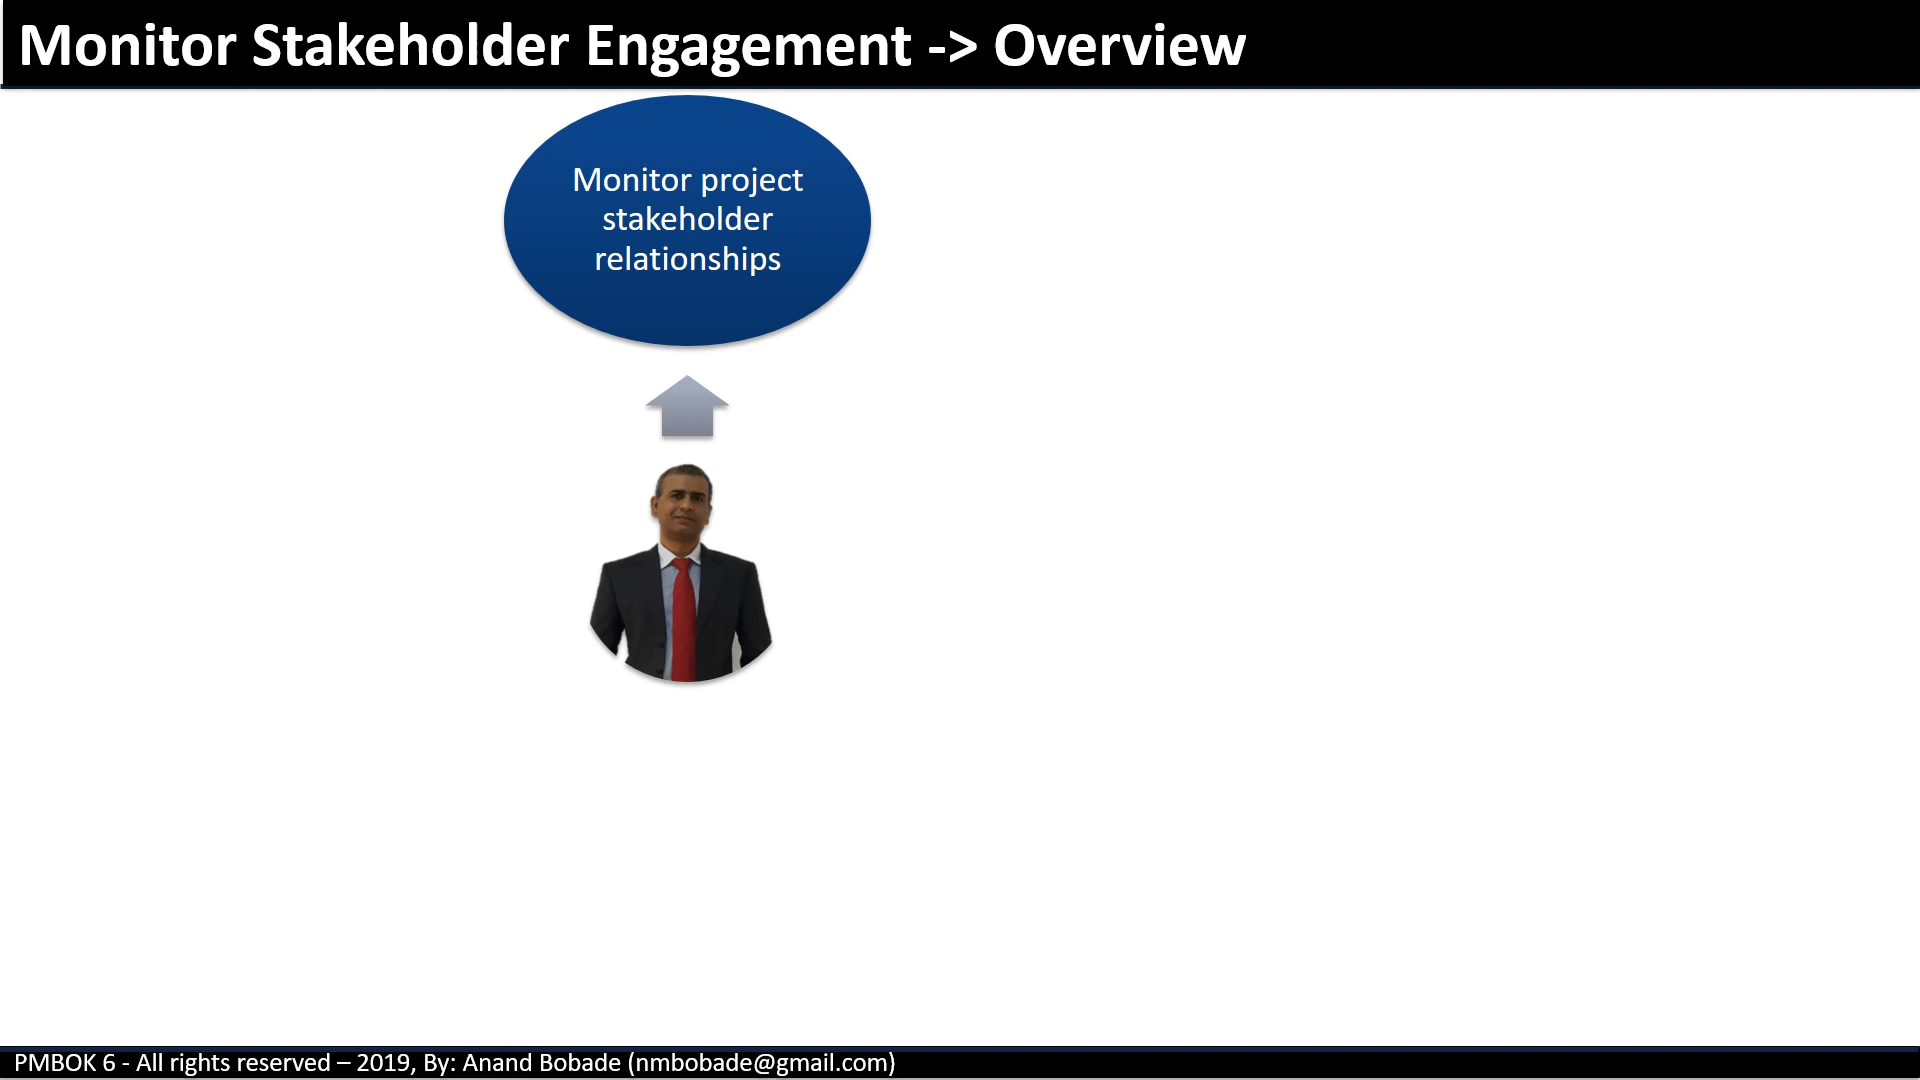 Monitor Stakeholder Engagement -> Overview
Monitor project
stakeholder
relationships
PMBOK 6 - All rights reserved – 2019, By: Anand Bobade (nmbobade@gmail.com)